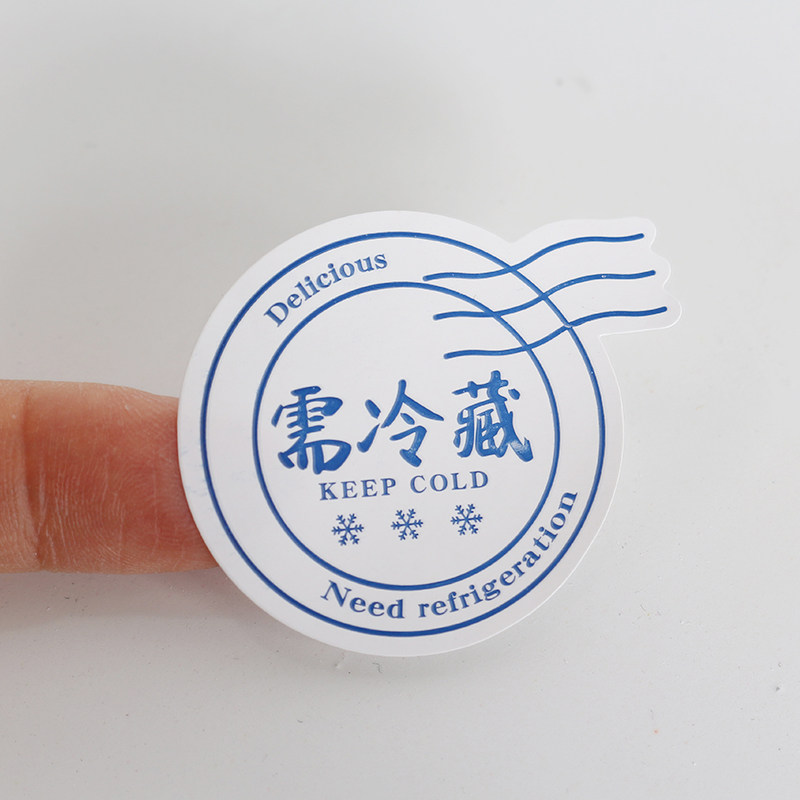 Delicious
需冷藏
KEEP COLD
Need refrigeration